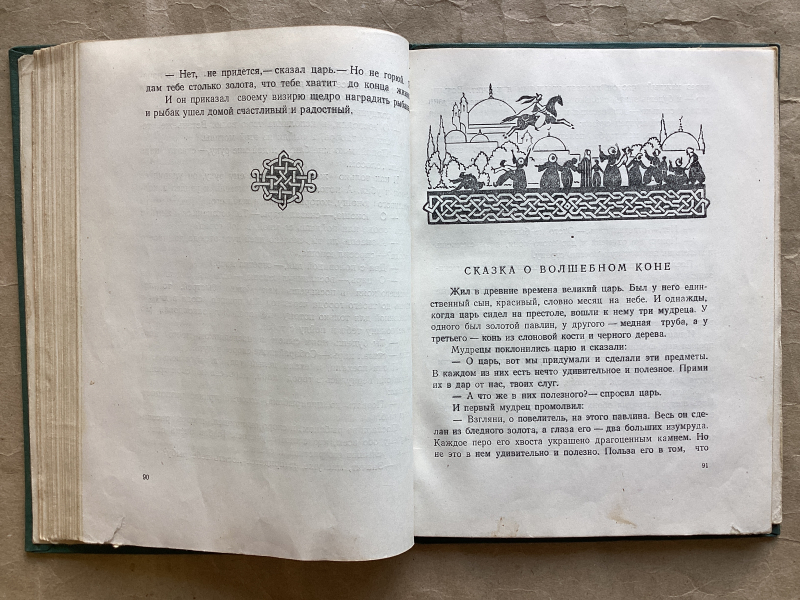 — Нет, не придется,— сказал царь.— Но не горюй.
дам тебе столько золота, что тебе хватит до конца
И он приказал своему визирю щедро наградить
и рыбак ушел домой счастливый и радостный.
90
СКАЗКА О ВОЛШЕБНОМ КОНЕ
Жил в древние времена великий царь. Был у него един-
ственный сын, красивый, словно месяц на небе. И однажды,
когда царь сидел на престоле, вошли к нему три мудреца. У
одного был золотой павлин, у другого — медная труба, а у
третьего — конь из слоновой кости и черного дерева.
Мудрецы поклонились царю и сказали:
— О царь, вот мы придумали и сделали эти предметы.
В каждом из них есть нечто удивительное и полезное. Прими
их в дар от нас, твоих слуг.
— А что же в них полезного?— спросил царь.
И первый мудрец промолвил:
— Взгляни, о повелитель, на этого павлина. Весь он сде-
лан из бледного золота, а глаза его — два больших изумруда.
Каждое перо его хвоста украшено драгоценным камнем. Но
не это в нем удивительно и полезно. Польза его в том, что
91